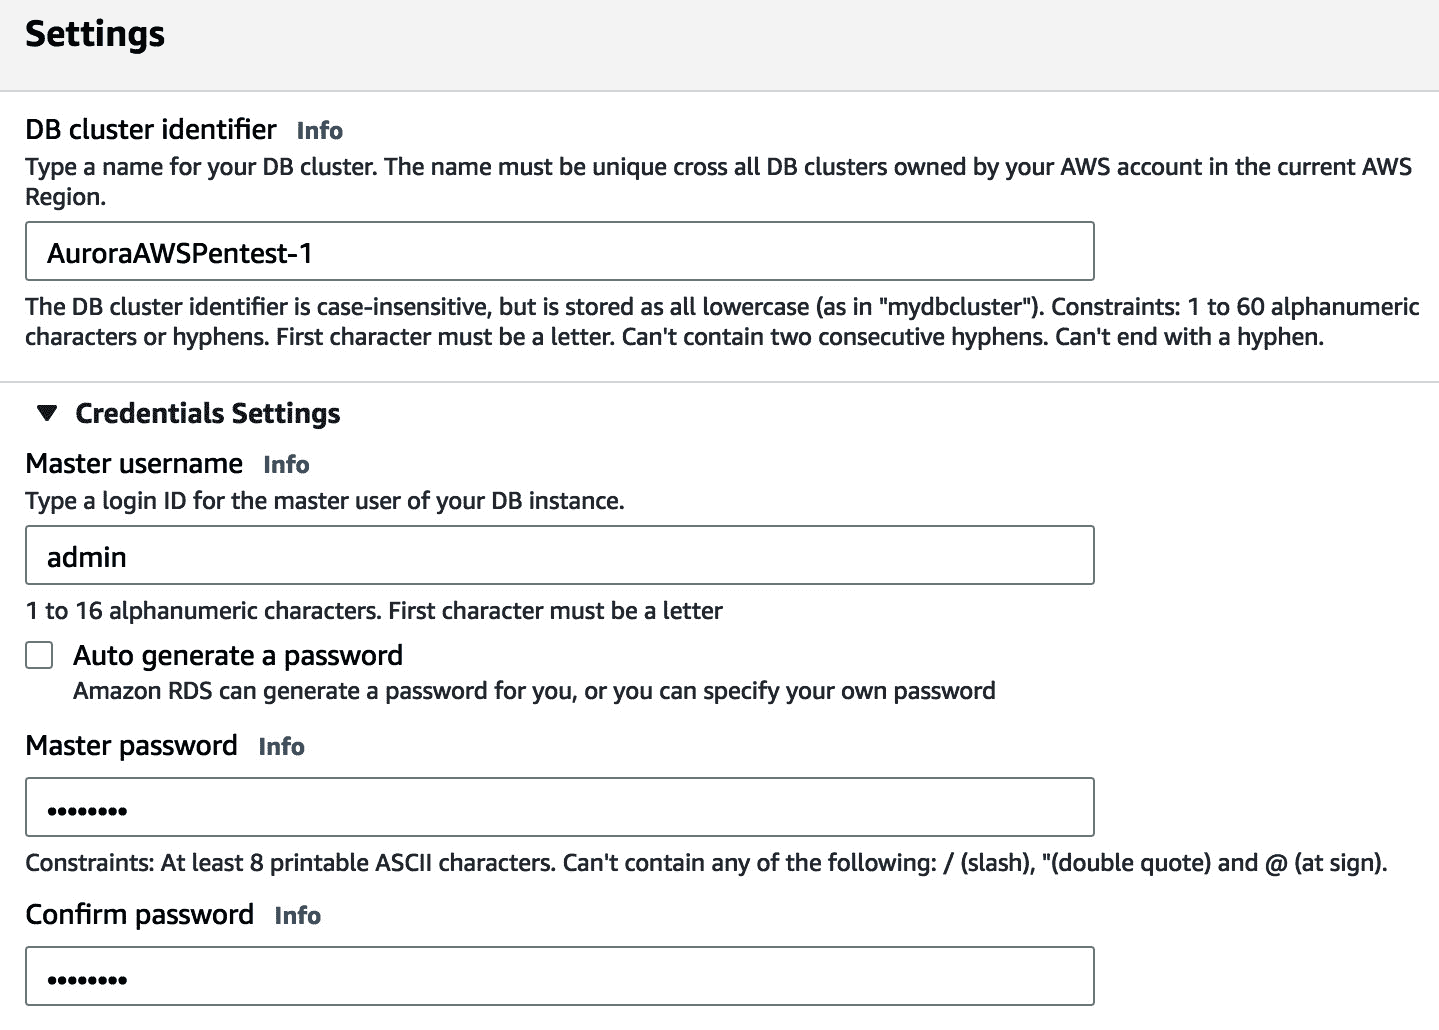 Settings
DB cluster identifier Info
Type a name for your DB cluster. The name must be unique cross all DB clusters owned by your AWS account in the current AWS
Region.
AuroraAWSPentest-1
The DB cluster identifier is case-insensitive, but is stored as all lowercase (as in "mydbcluster"). Constraints: 1 to 60 alphanumeric
characters or hyphens. First character must be a letter. Can't contain two consecutive hyphens. Can't end with a hyphen.
▼ Credentials Settings
Master username Info
Type a login ID for the master user of your DB instance.
admin
1 to 16 alphanumeric characters. First character must be a letter
Auto generate a password
Amazon RDS can generate a password for you, or you can specify your own password
Master password Info
••••••••
Constraints: At least 8 printable ASCII characters. Can't contain any of the following: / (slash), "(double quote) and @ (at sign).
Confirm password Info
••••••••